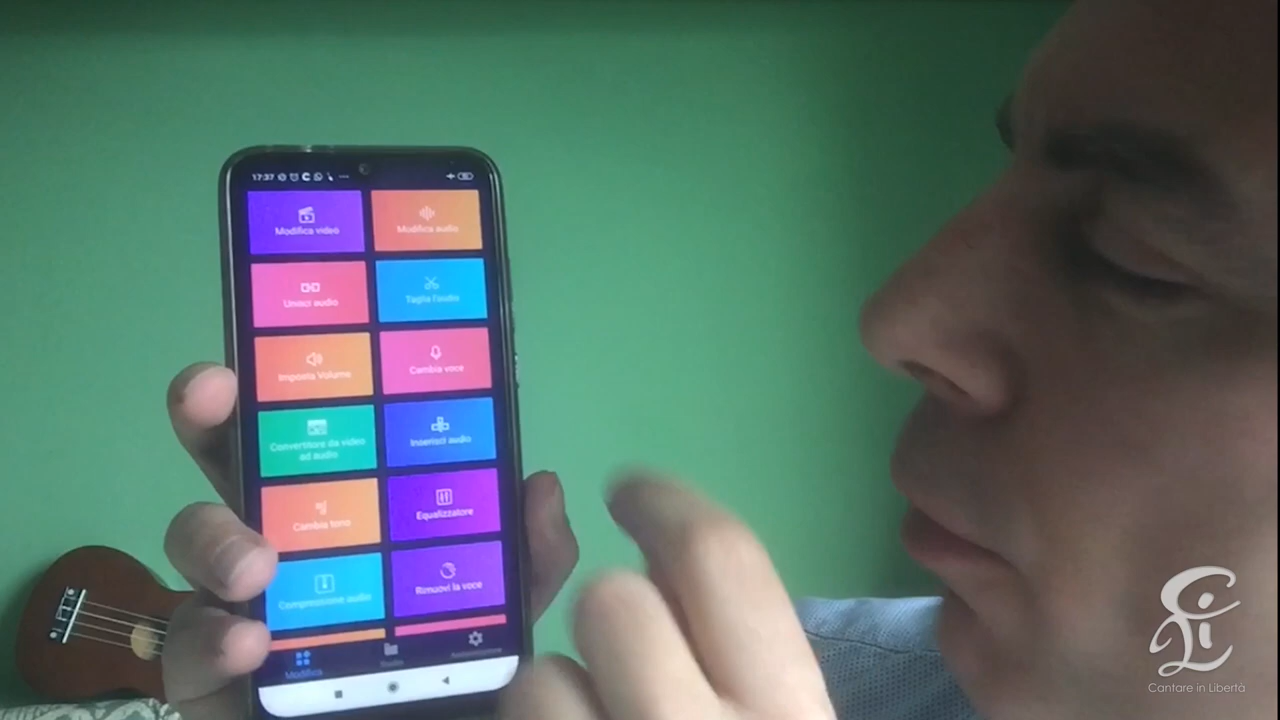 17:37
Modifica video
Modifica audio
Unisci audio
Taglia l'audio
Imposta Volume
Cambia voce
Convertitore da video
ad audio
Inserisci audio
Cambia tono
Equalizzatore
Compressione audio
Rimuovi la voce
Modifica
Studio
Cantare in Libertà